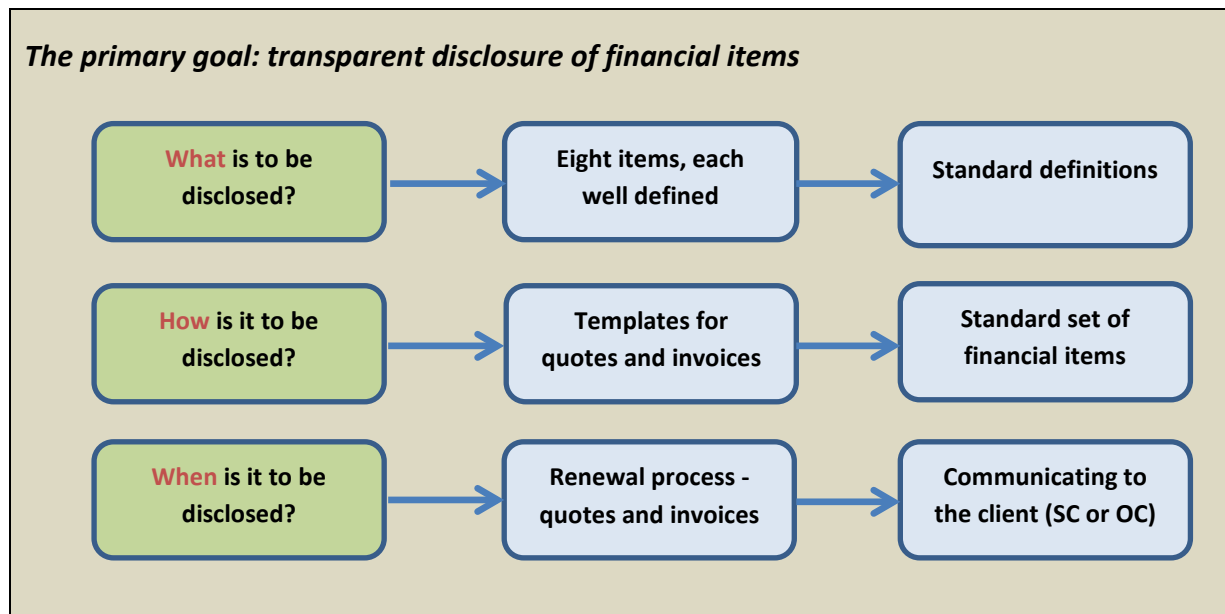 The primary goal: transparent disclosure of financial items
What is to be
disclosed?
Eight items, each
well defined
Standard definitions
How is it to be
disclosed?
Templates for
quotes and invoices
Standard set of
financial items
When is it to be
disclosed?
Renewal process -
quotes and invoices
Communicating to
the client (SC or OC)